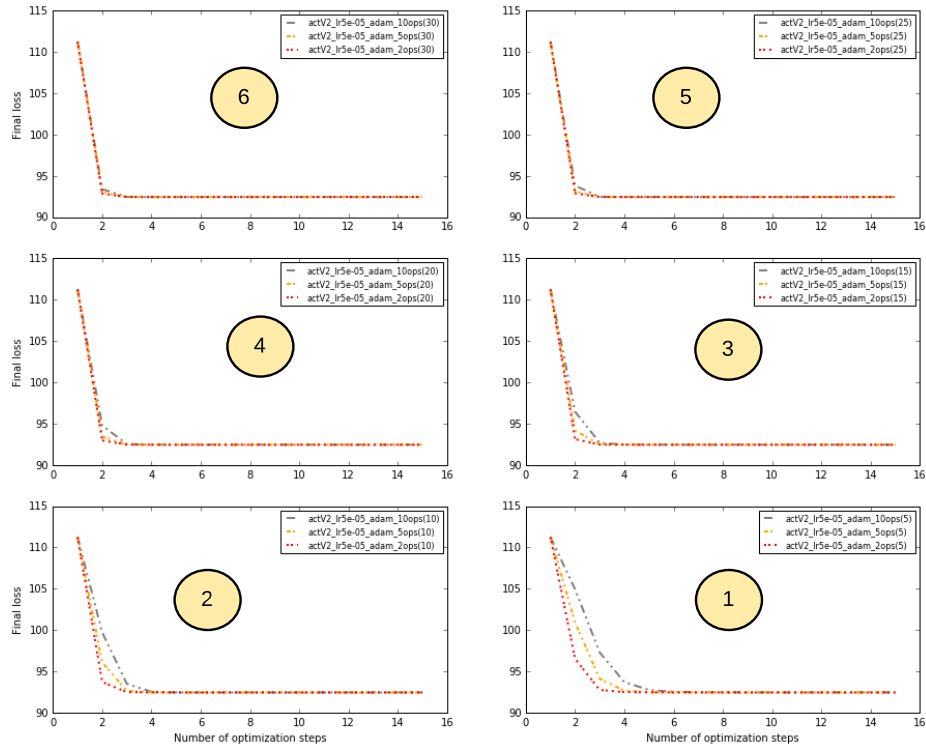 115
110
105
100
95
90
Final loss
actV2_lr5e-05_adam_10ops(30)
actV2_lr5e-05_adam_5ops(30)
actV2_lr5e-05_adam_2ops(30)
6
0 2 4 6 8 10 12 14 16
115
110
105
100
95
90
actV2_lr5e-05_adam_10ops(25)
actV2_lr5e-05_adam_5ops(25)
actV2_lr5e-05_adam_2ops(25)
5
0 2 4 6 8 10 12 14 16
115
110
105
100
95
90
Final loss
actV2_lr5e-05_adam_10ops(20)
actV2_lr5e-05_adam_5ops(20)
actV2_lr5e-05_adam_2ops(20)
4
0 2 4 6 8 10 12 14 16
115
110
105
100
95
90
actV2_lr5e-05_adam_10ops(15)
actV2_lr5e-05_adam_5ops(15)
actV2_lr5e-05_adam_2ops(15)
3
0 2 4 6 8 10 12 14 16
115
110
105
100
95
90
Final loss
actV2_lr5e-05_adam_10ops(10)
actV2_lr5e-05_adam_5ops(10)
actV2_lr5e-05_adam_2ops(10)
2
0 2 4 6 8 10 12 14 16
Number of optimization steps
115
110
105
100
95
90
actV2_lr5e-05_adam_10ops(5)
actV2_lr5e-05_adam_5ops(5)
actV2_lr5e-05_adam_2ops(5)
1
0 2 4 6 8 10 12 14 16
Number of optimization steps